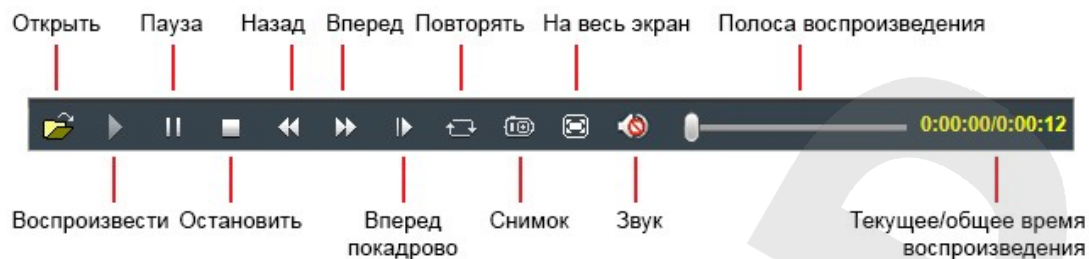 Открыть Пауза Назад Вперед Повторять На весь экран Полоса воспроизведения
0:00:00/0:00:12
Воспроизвести Остановить Вперед покадрово Снимок Звук Текущее/общее время воспроизведения